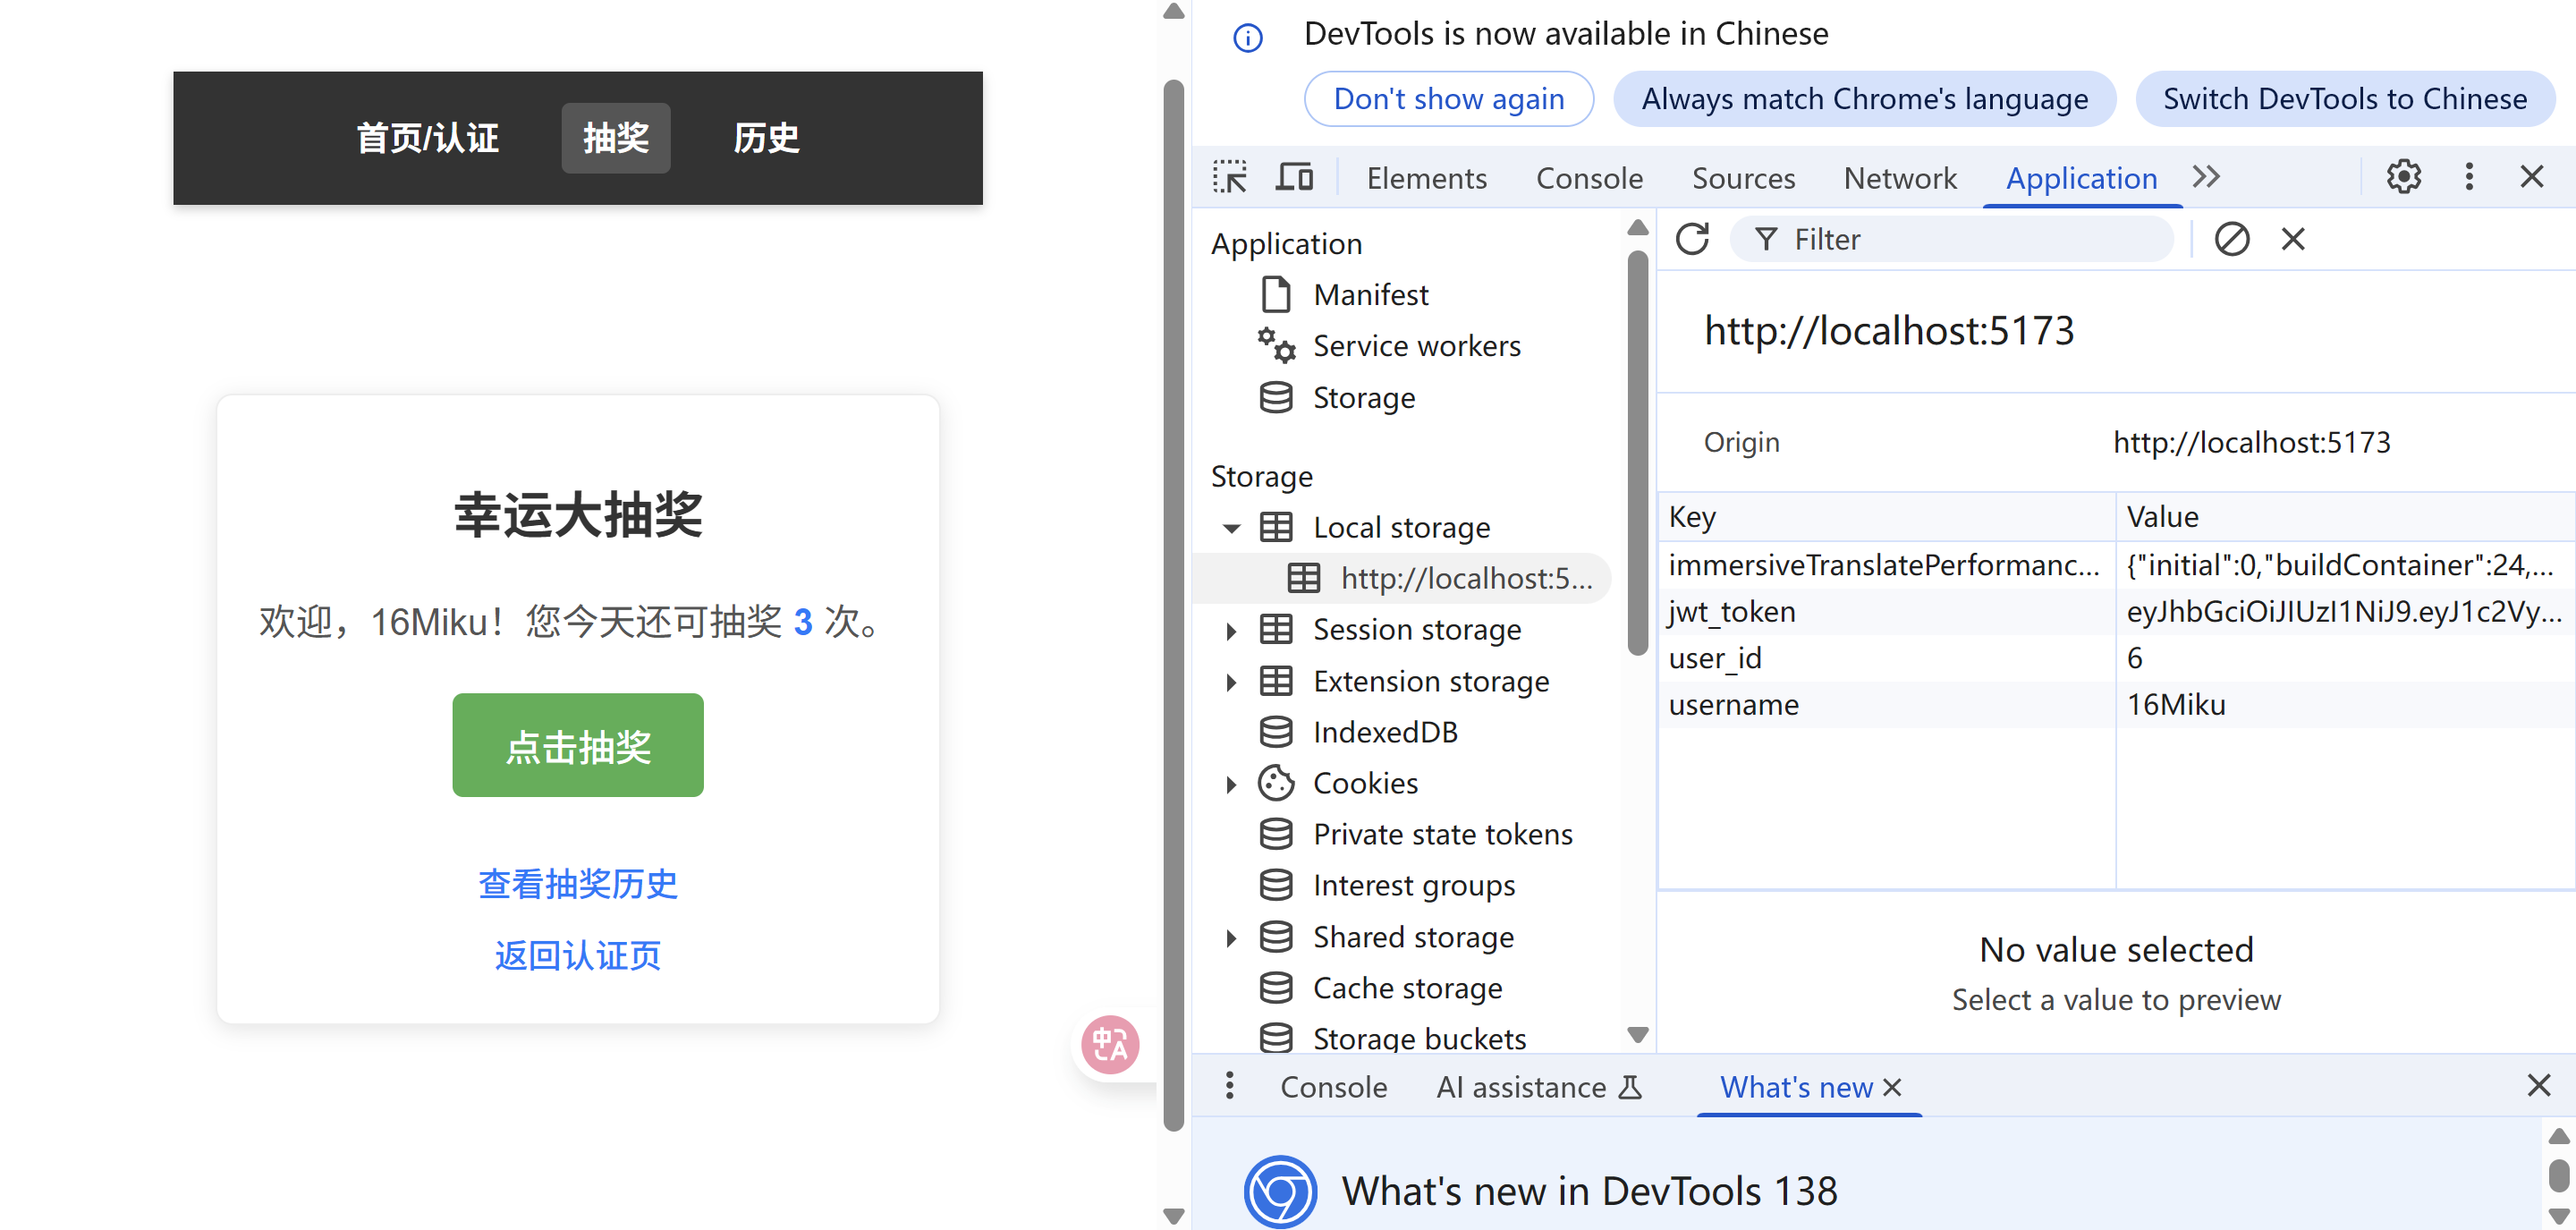 首页/认证
抽奖
历史
幸运大抽奖
欢迎，16Miku！您今天还可抽奖 3 次。
点击抽奖
查看抽奖历史
返回认证页
中A
DevTools is now available in Chinese
Don't show again
Always match Chrome's language
Switch DevTools to Chinese
Elements
Console
Sources
Network
Application
Application
Manifest
Service workers
Storage
Storage
Local storage
http://localhost:5...
Session storage
Extension storage
IndexedDB
Cookies
Private state tokens
Interest groups
Shared storage
Cache storage
Storage buckets
Filter
http://localhost:5173
Origin http://localhost:5173
Key Value
immersiveTranslatePerformanc... {"initial":0,"buildContainer":24,...
jwt_token eyJhbGciOiJIUzI1NiJ9.eyJ1c2Vy...
user_id 6
username 16Miku
No value selected
Select a value to preview
Console
AI assistance
What's new
What's new in DevTools 138